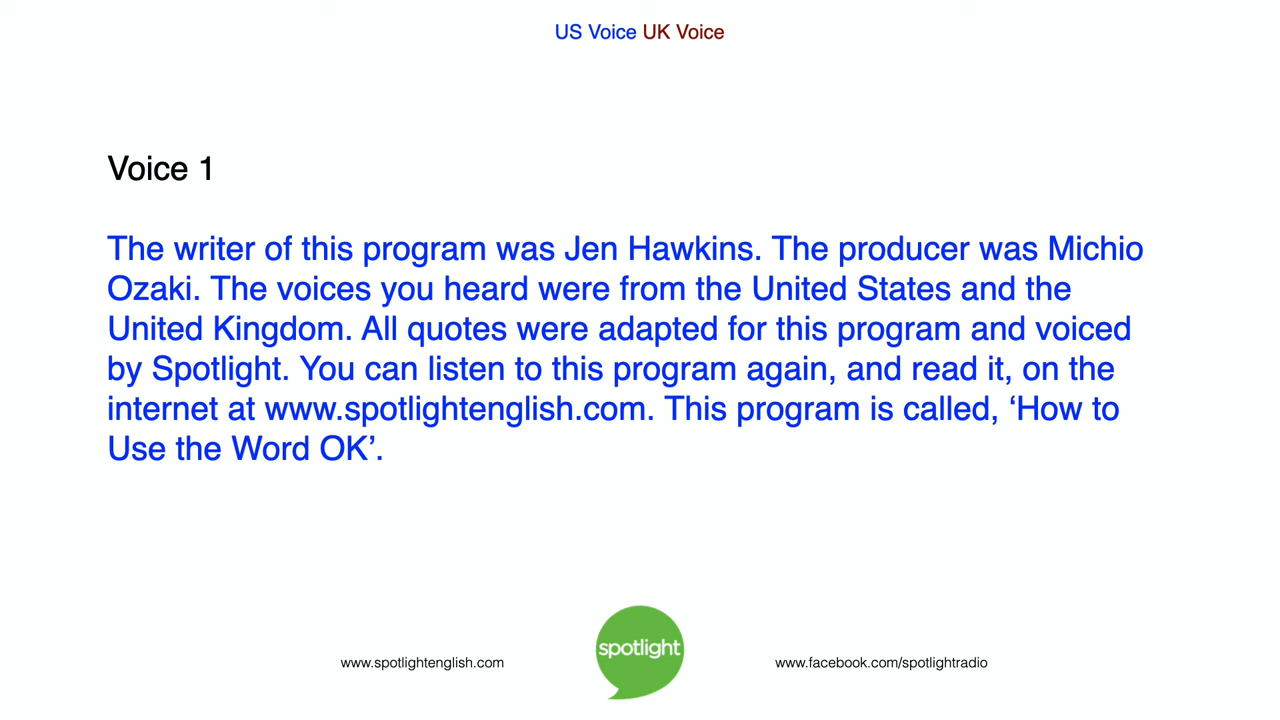 US Voice UK Voice
Voice 1
The writer of this program was Jen Hawkins. The producer was Michio
Ozaki. The voices you heard were from the United States and the
United Kingdom. All quotes were adapted for this program and voiced
by Spotlight. You can listen to this program again, and read it, on the
internet at www.spotlightenglish.com. This program is called, ‘How to
Use the Word OK’.
www.spotlightenglish.com
spotlight
www.facebook.com/spotlightradio